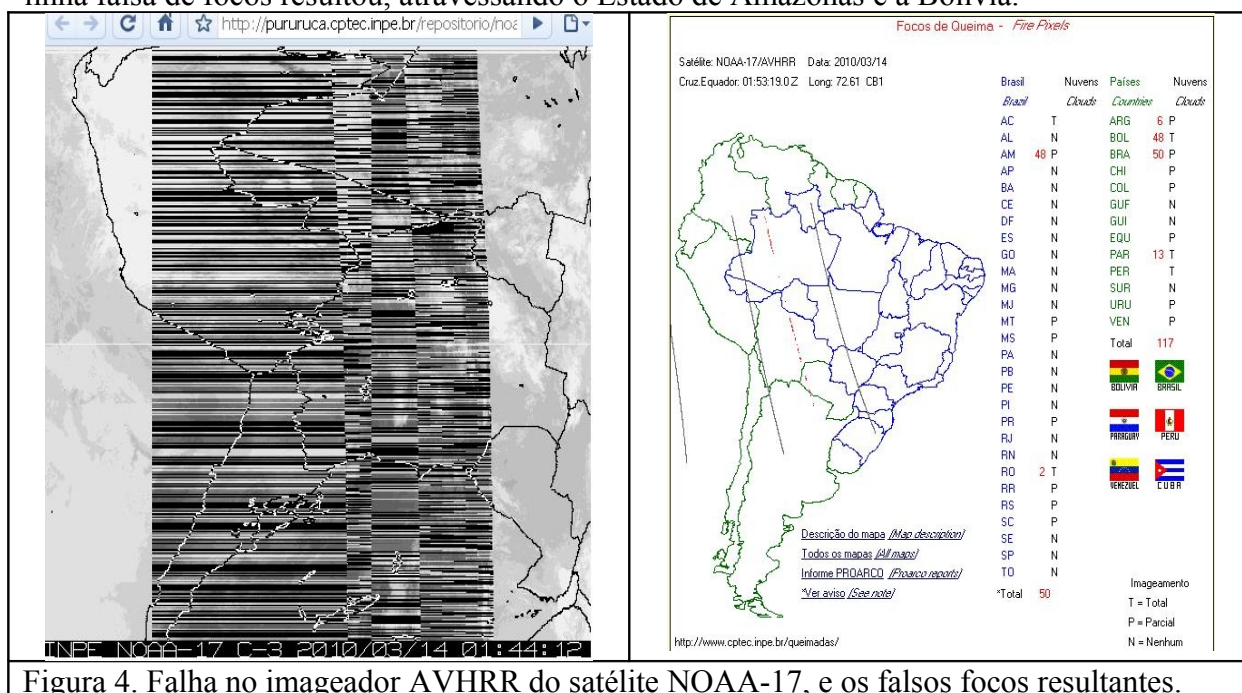 linha falsa de focos resultou, atravessando o Estado de Amazonas e a Bolívia.
http://pururuca.cptec.inpe.br/repositorio/noa
INPE NOAA-17 C-3 2010/03/14 01:44:12
Focos de Queima - Fire Pixels
Satélite: NOAA-17/AVHRR Data: 2010/03/14
Cruz.Equador: 01:53:19.0 Z Long: 72.61 CB1
Brasil Nuvens Países Nuvens
Brazil Clouds Countries Clouds
AC T ARG 6 P
AL N BOL 48 T
AM 48 P BRA 50 P
AP N CHI P
BA N COL P
CE N GUF N
DF N GUI N
ES N EQU P
GO N PAR 13 T
MA N PER T
MG N SUR N
MJ N URU P
MT P VEN P
MS P Total 117
PA N
PB N
PE N
PI N
PR P
RJ N
RN N
RO 2 T
RR P
RS P
SC P
SE N
SP N
TO N
*Total 50
BOLIVIA BRASIL
PARAGUAY PERU
VENEZUEL CUBA
Descrição do mapa (Map description)
Todos os mapas (All maps)
Informe PROARCO (Proarco reports)
*Ver aviso (See note)
Imageamento
T = Total
P = Parcial
N = Nenhum
http://www.cptec.inpe.br/queimadas/
Figura 4. Falha no imageador AVHRR do satélite NOAA-17, e os falsos focos resultantes.